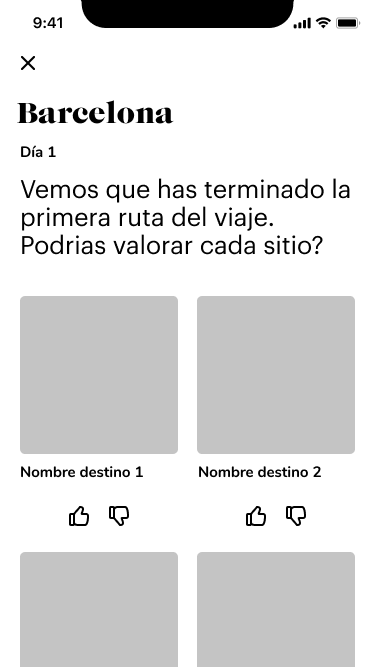 9:41
Barcelona
Día 1
Vemos que has terminado la
primera ruta del viaje.
Podrias valorar cada sitio?
Nombre destino 1
Nombre destino 2